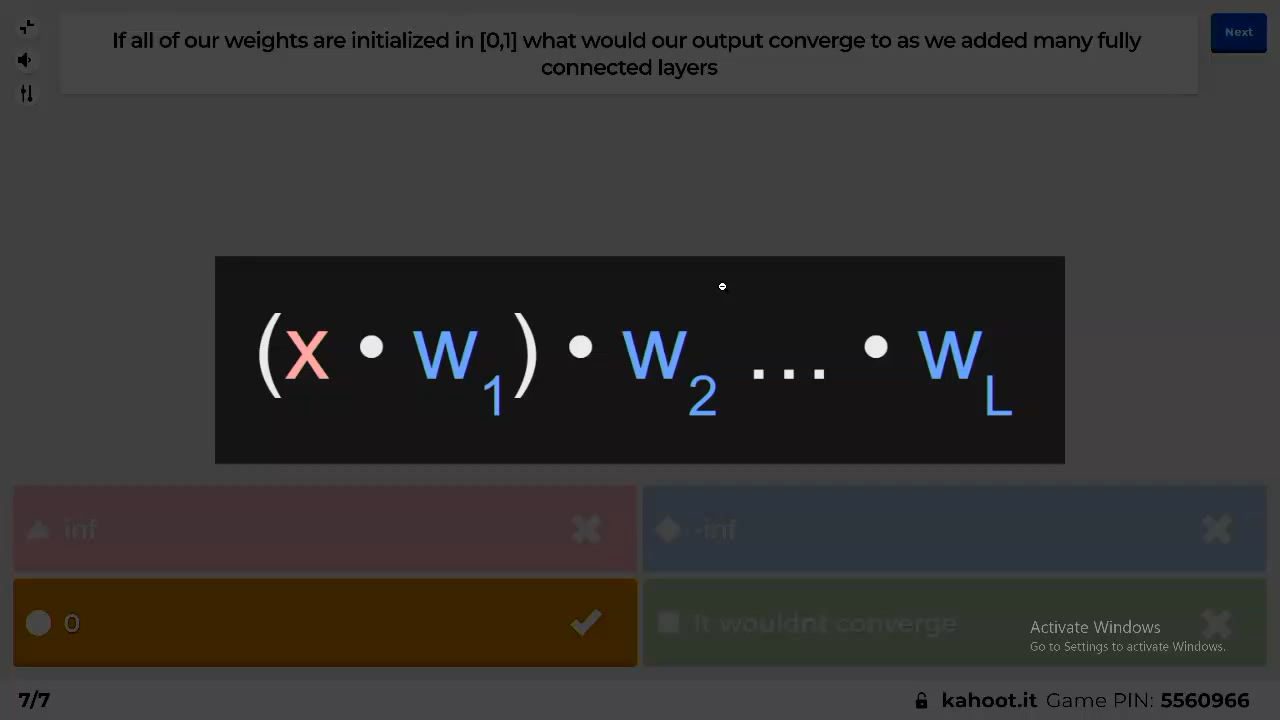 If all of our weights are initialized in [0,1] what would our output converge to as we added many fully
connected layers
Next
(x • w1) • w2 ... • wL
inf
-inf
0
It wouldnt converge
Activate Windows
Go to Settings to activate Windows.
7/7
kahoot.it Game PIN: 5560966